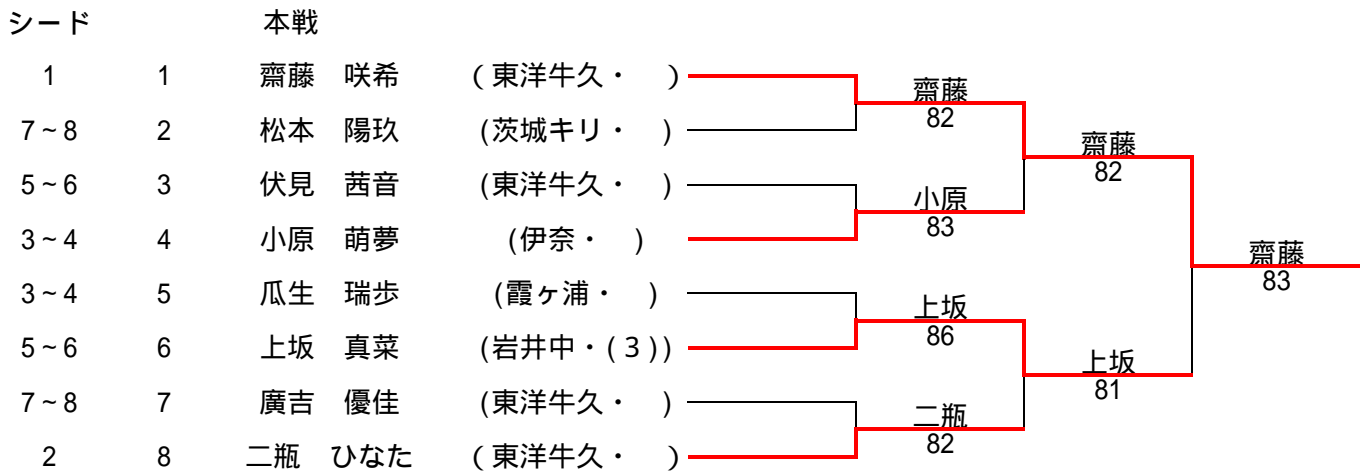 シード 本戦
1 1 齋藤 咲希 (東洋牛久・ )
齋藤
82
7~8 2 松本 陽玖 (茨城キリ・ )
齋藤
82
5~6 3 伏見 茜音 (東洋牛久・ )
小原
83
3~4 4 小原 萌夢 (伊奈・ )
齋藤
83
3~4 5 瓜生 瑞歩 (霞ヶ浦・ )
上坂
86
5~6 6 上坂 真菜 (岩井中・(3))
上坂
81
7~8 7 廣吉 優佳 (東洋牛久・ )
二瓶
82
2 8 二瓶 ひなた (東洋牛久・ )